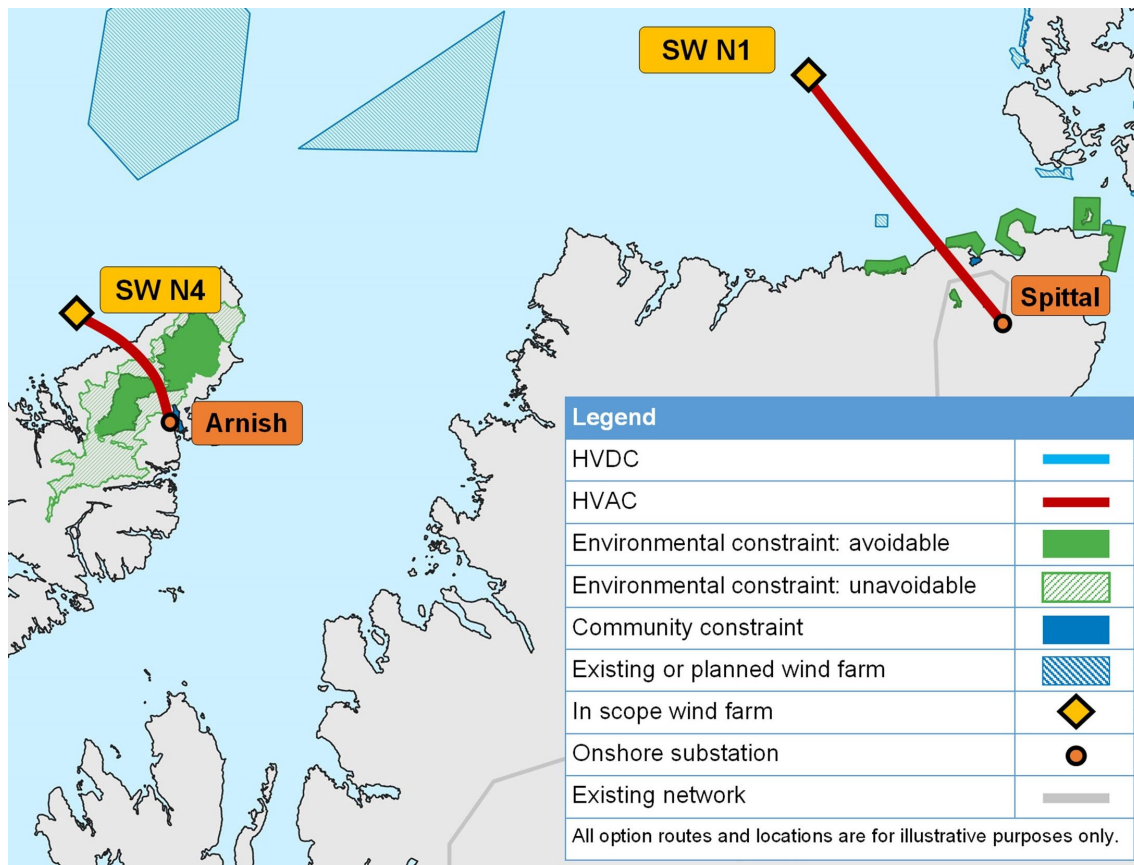 SW N1
SW N4
Spittal
Arnish
Legend
HVDC
HVAC
Environmental constraint: avoidable
Environmental constraint: unavoidable
Community constraint
Existing or planned wind farm
In scope wind farm
Onshore substation
Existing network
All option routes and locations are for illustrative purposes only.